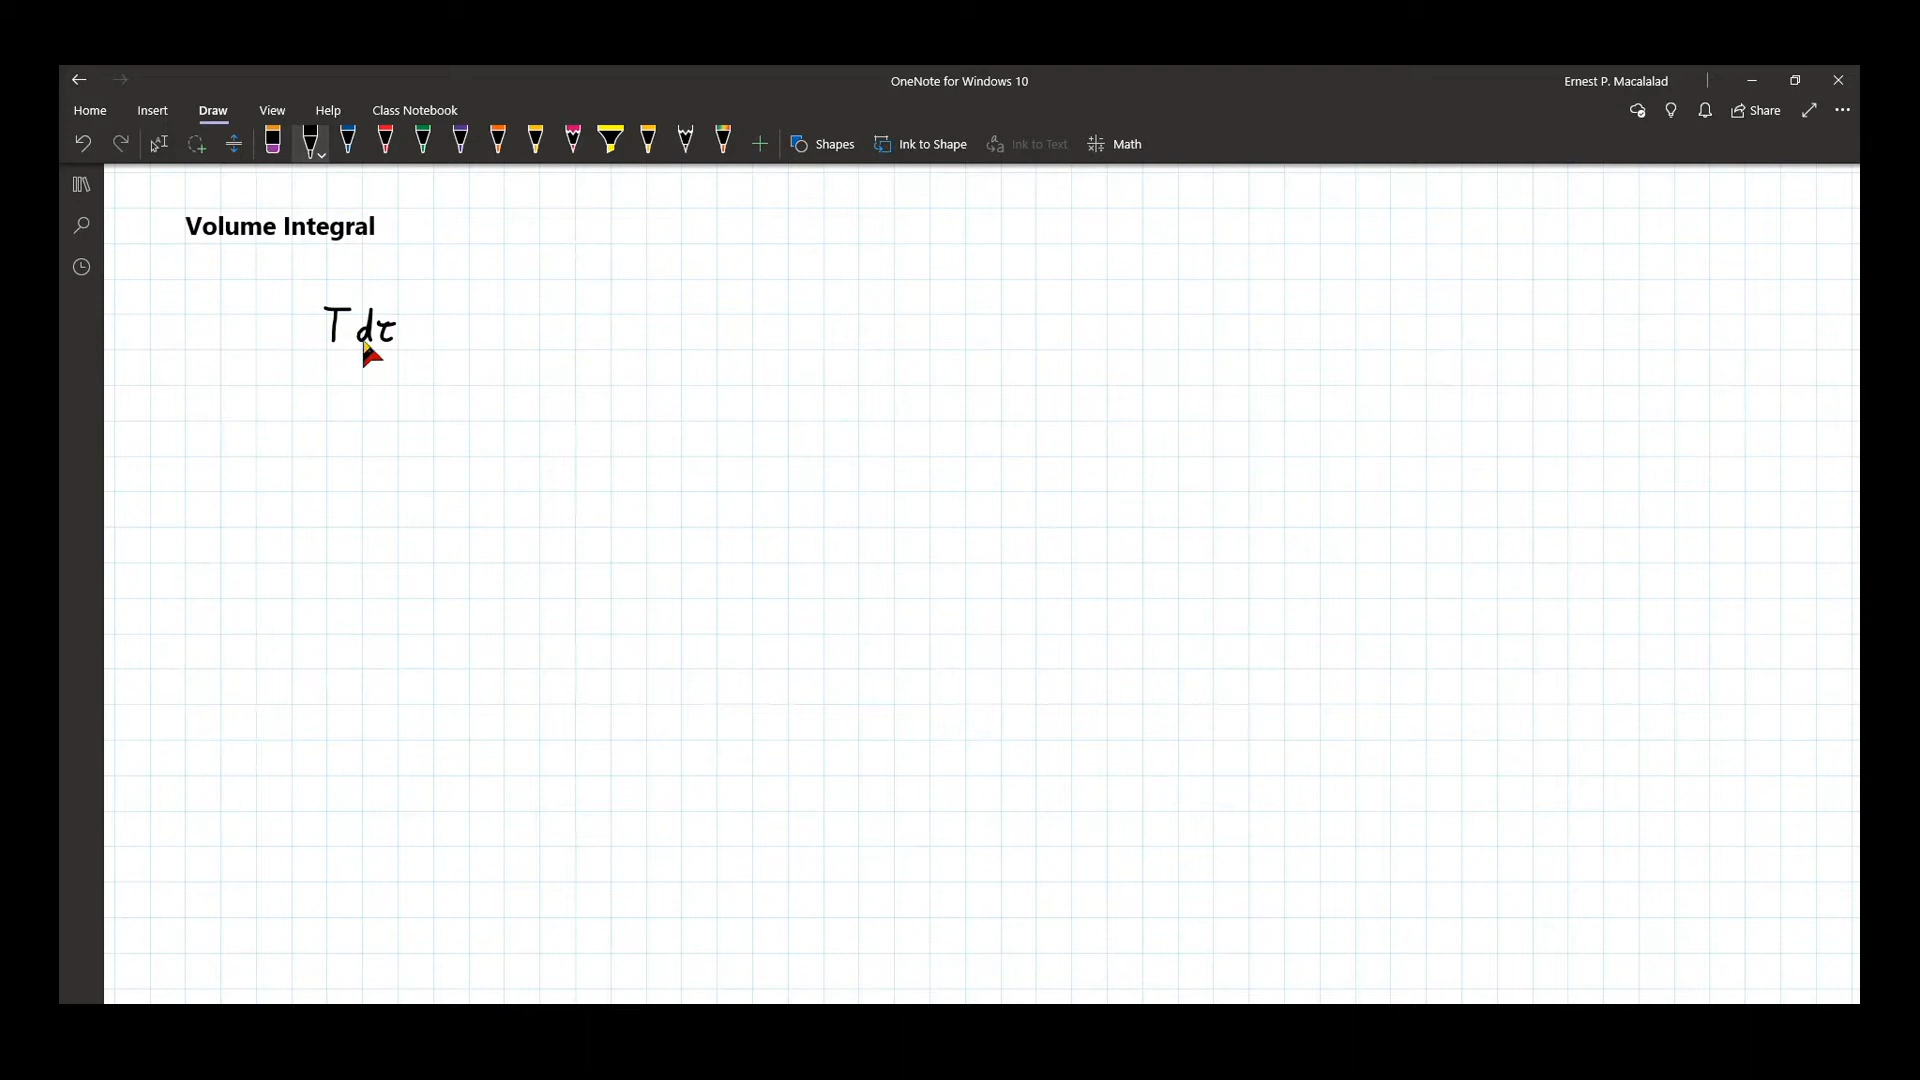 OneNote for Windows 10
Ernest P. Macalalad
Home Insert Draw View Help Class Notebook
Share
Shapes Ink to Shape Ink to Text Math
Volume Integral
T dτ